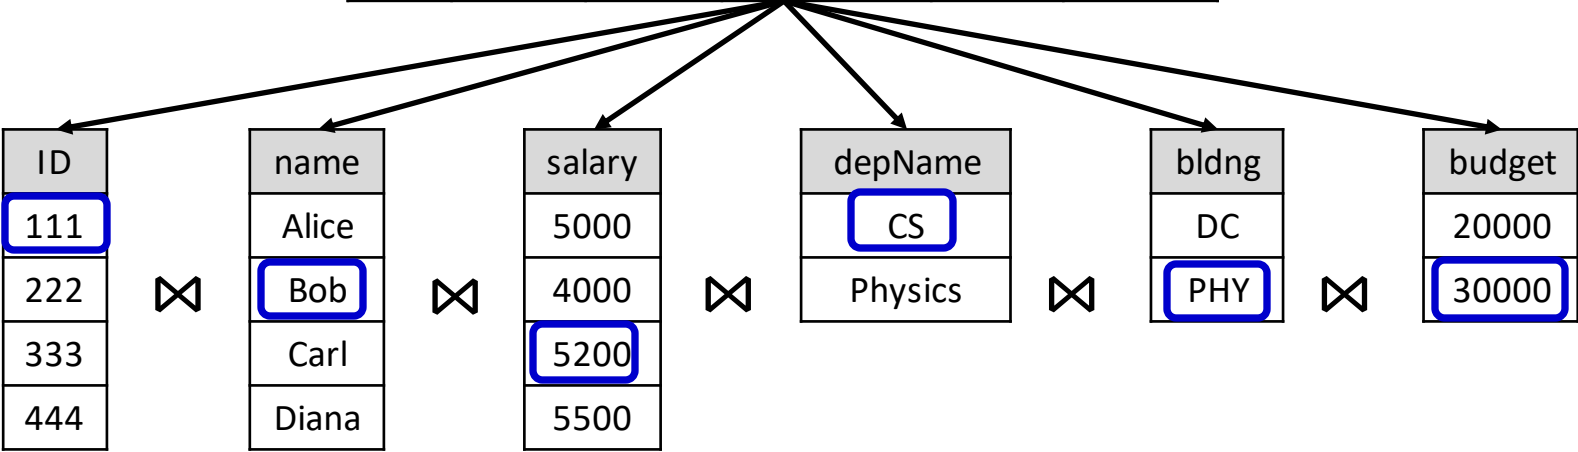 ID name salary depName bldng budget
111 Alice 5000 CS DC 20000
222 ⋈ Bob ⋈ 4000 ⋈ Physics ⋈ PHY ⋈ 30000
333 Carl 5200
444 Diana 5500